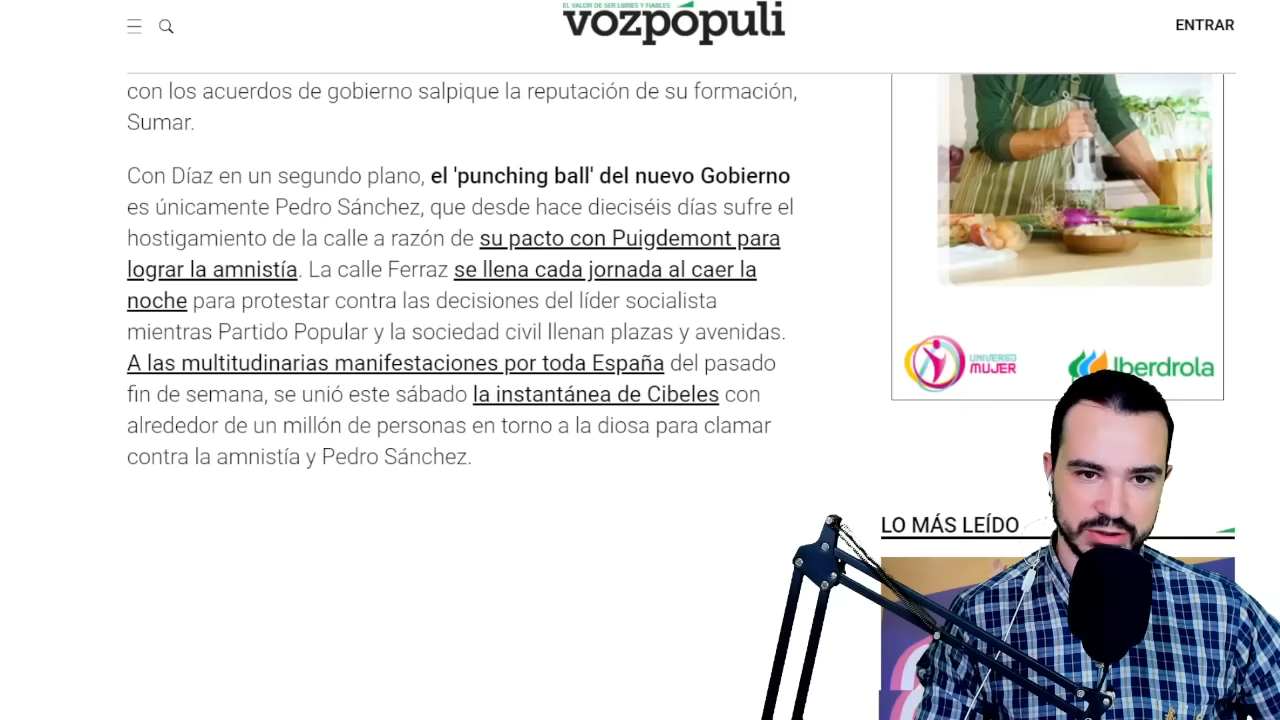 EL VALOR DE SER LIBRES Y FIABLES
vozpópuli
ENTRAR
con los acuerdos de gobierno salpique la reputación de su formación,
Sumar.
Con Díaz en un segundo plano, el 'punching ball' del nuevo Gobierno
es únicamente Pedro Sánchez, que desde hace dieciséis días sufre el
hostigamiento de la calle a razón de su pacto con Puigdemont para
lograr la amnistía. La calle Ferraz se llena cada jornada al caer la
noche para protestar contra las decisiones del líder socialista
mientras Partido Popular y la sociedad civil llenan plazas y avenidas.
A las multitudinarias manifestaciones por toda España del pasado
fin de semana, se unió este sábado la instantánea de Cibeles con
alrededor de un millón de personas en torno a la diosa para clamar
contra la amnistía y Pedro Sánchez.
UNIVERSO
MUJER
Iberdrola
LO MÁS LEÍDO